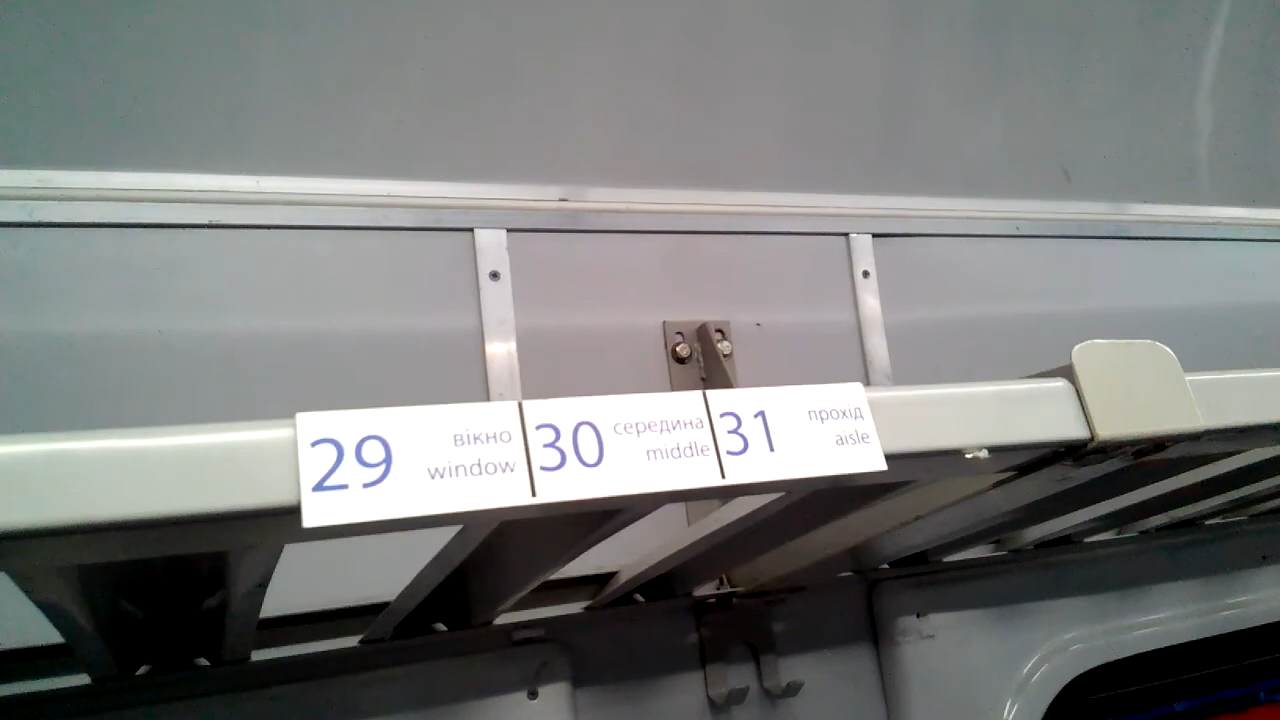 29 вікно
window
30 середина
middle
31 прохід
aisle